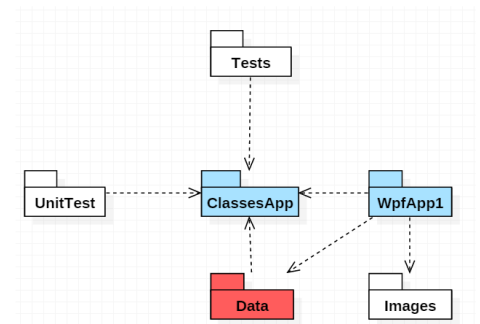 Tests
UnitTest
ClassesApp
WpfApp1
Data
Images